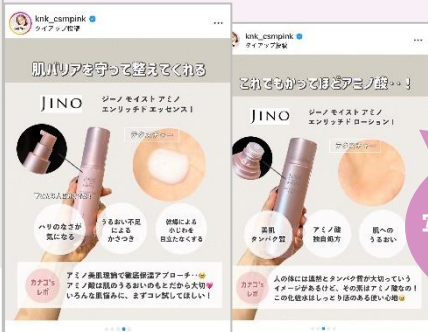 knk_csmpink
タイアップ投稿
肌バリアを守って整えてくれる
JINO
ジーノ モイスト アミノ
エンリッチド エッセンスⅠ
テクスチャー
ハリのなさが
気になる
うるおい不足
による
かさつき
乾燥による
小じわを
目立たなくする
カナコ's
レポ
アミノ美肌理論で徹底保湿アプローチ‥
アミノ酸は肌のうるおいのもとだから大切
いろんな肌悩みに、まずコレ試してほしい！
knk_csmpink
タイアップ投稿
これでもかってほどアミノ酸‥！
JINO
ジーノ モイスト アミノ
エンリッチド ローションⅠ
テクスチャー
美肌
タンパク質
アミノ酸
独自処方
肌への
うるおい
カナコ's
レポ
人の体には漠然とタンパク質が大切っていう
イメージがあるけど、その素はアミノ酸なの！
この化粧水はしっとり感のある使い心地